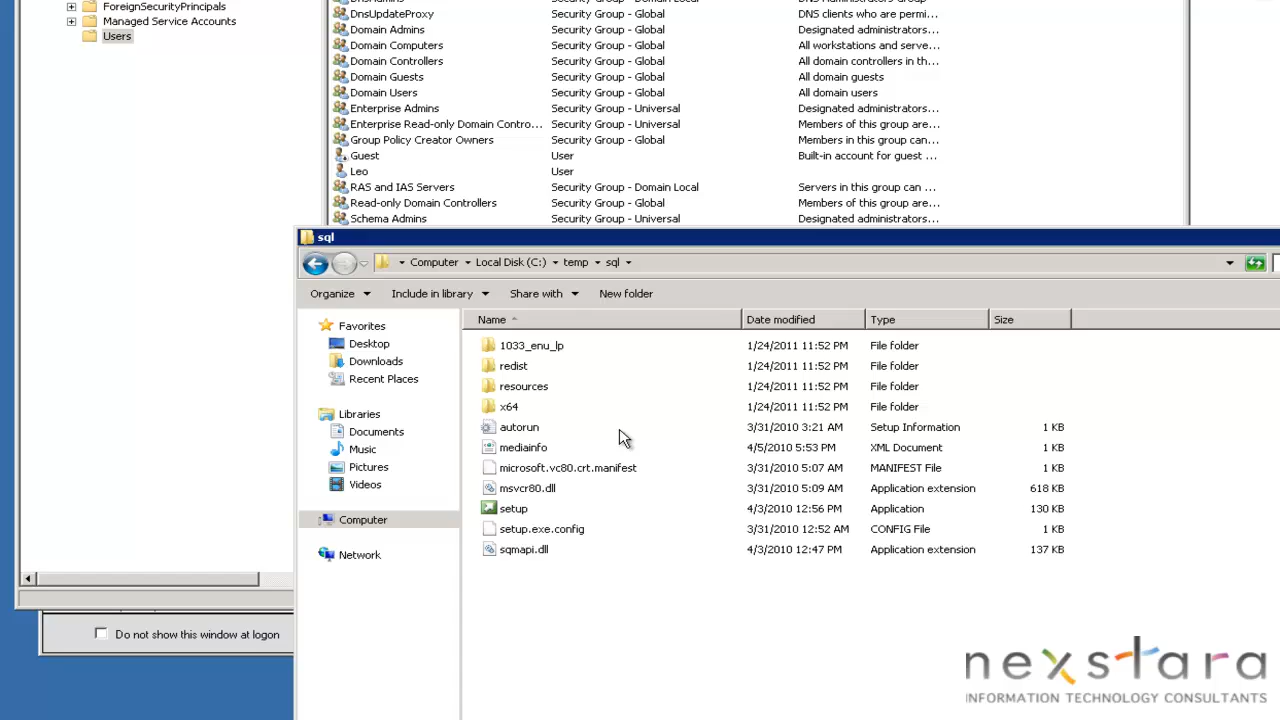 ForeignSecurityPrincipals
Managed Service Accounts
Users
DnsUpdateProxy Security Group - Global DNS clients who are permi...
Domain Admins Security Group - Global Designated administrators...
Domain Computers Security Group - Global All workstations and serve...
Domain Controllers Security Group - Global All domain controllers in th...
Domain Guests Security Group - Global All domain guests
Domain Users Security Group - Global All domain users
Enterprise Admins Security Group - Universal Designated administrators...
Enterprise Read-only Domain Contro... Security Group - Universal Members of this group are...
Group Policy Creator Owners Security Group - Global Members in this group can...
Guest User Built-in account for guest ...
Leo User
RAS and IAS Servers Security Group - Domain Local Servers in this group can ...
Read-only Domain Controllers Security Group - Global Members of this group are...
Schema Admins Security Group - Universal Designated administrators...
sql
Computer Local Disk (C:) temp sql
Organize Include in library Share with New folder
Name Date modified Type Size
Favorites
Desktop
Downloads
Recent Places
Libraries
Documents
Music
Pictures
Videos
Computer
Network
1033_enu_lp 1/24/2011 11:52 PM File folder
redist 1/24/2011 11:52 PM File folder
resources 1/24/2011 11:52 PM File folder
x64 1/24/2011 11:52 PM File folder
autorun 3/31/2010 3:21 AM Setup Information 1 KB
mediainfo 4/5/2010 5:53 PM XML Document 1 KB
microsoft.vc80.crt.manifest 3/31/2010 5:07 AM MANIFEST File 1 KB
msvcr80.dll 3/31/2010 5:09 AM Application extension 618 KB
setup 4/3/2010 12:56 PM Application 130 KB
setup.exe.config 3/31/2010 12:52 AM CONFIG File 1 KB
sqmapi.dll 4/3/2010 12:47 PM Application extension 137 KB
Do not show this window at logon
nexstara
INFORMATION TECHNOLOGY CONSULTANTS